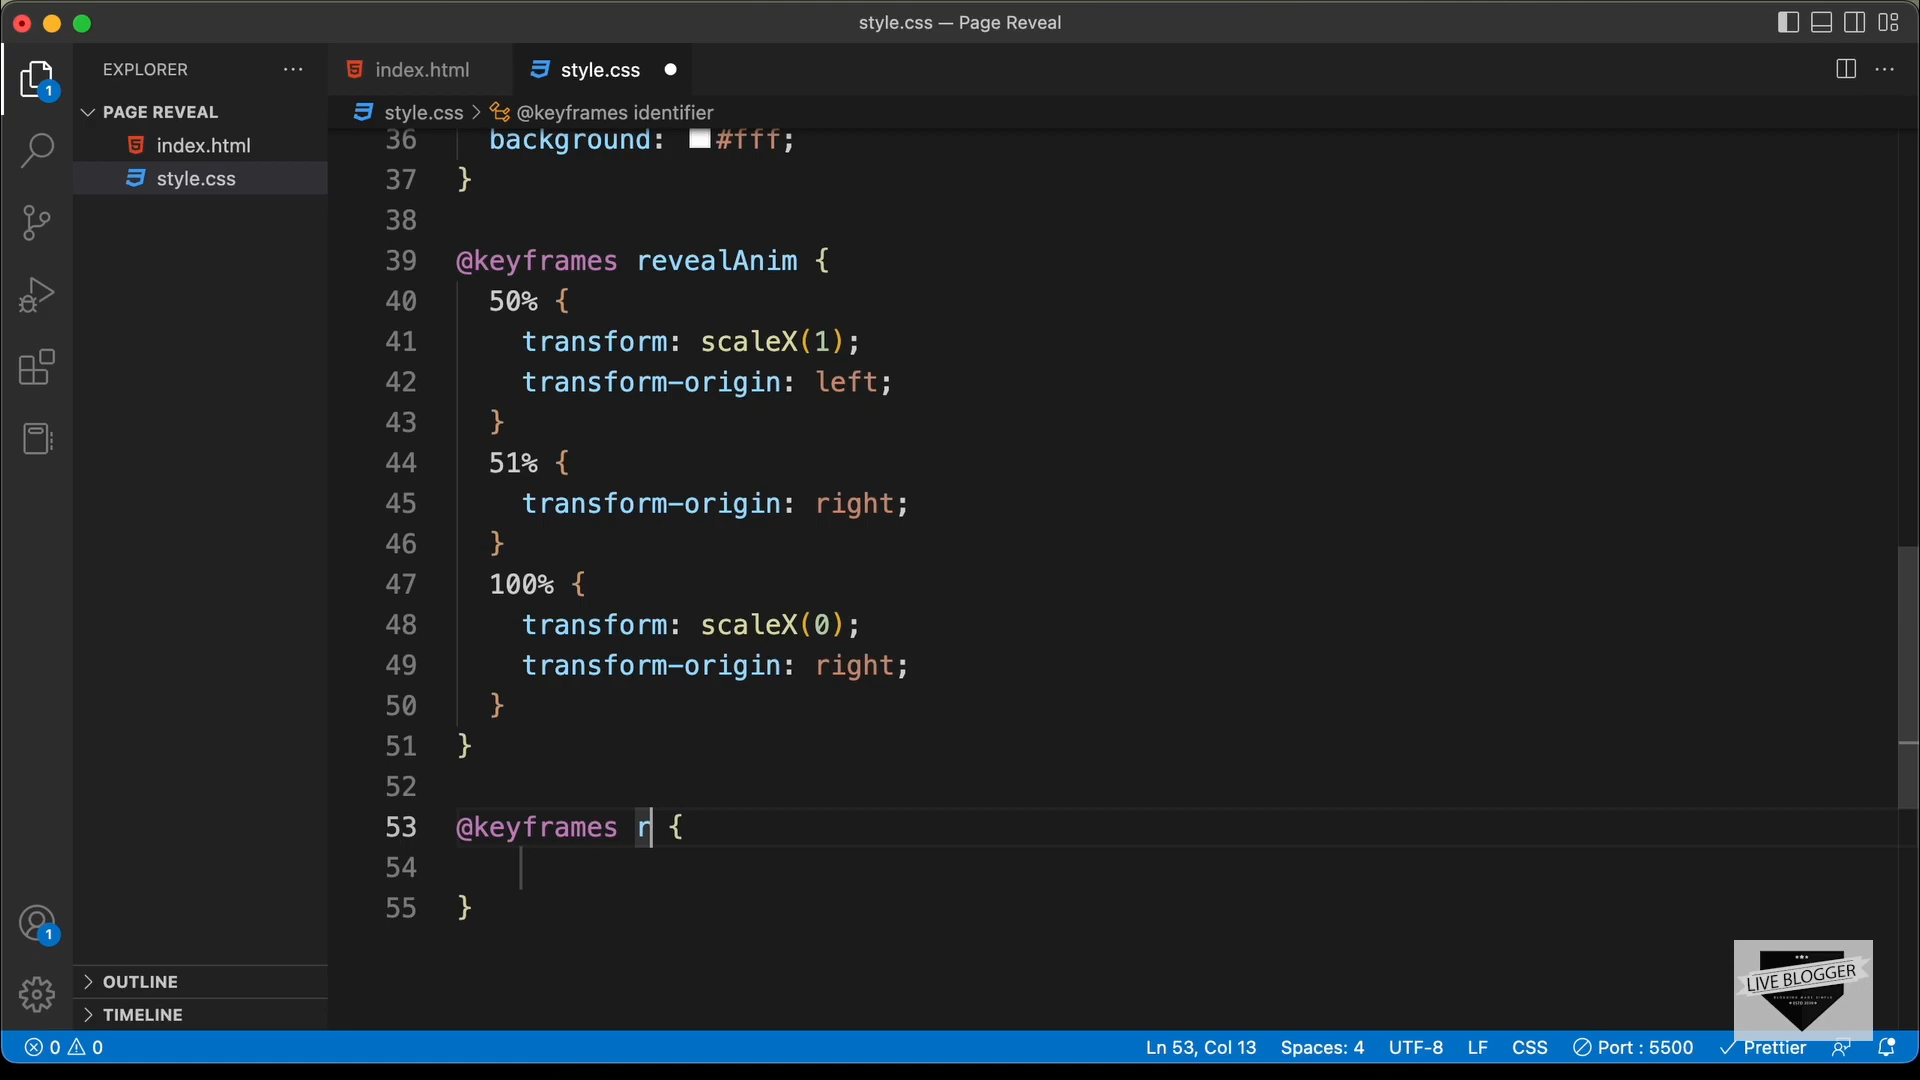 style.css — Page Reveal
EXPLORER
index.html
style.css
1
PAGE REVEAL
index.html
style.css
style.css > @keyframes identifier
36 background: #fff;
37 }
38
39 @keyframes revealAnim {
40 50% {
41 transform: scaleX(1);
42 transform-origin: left;
43 }
44 51% {
45 transform-origin: right;
46 }
47 100% {
48 transform: scaleX(0);
49 transform-origin: right;
50 }
51 }
52
53 @keyframes r {
54
55 }
1
OUTLINE
TIMELINE
LIVE BLOGGER
0 0
Ln 53, Col 13 Spaces: 4 UTF-8 LF CSS Port : 5500 Prettier